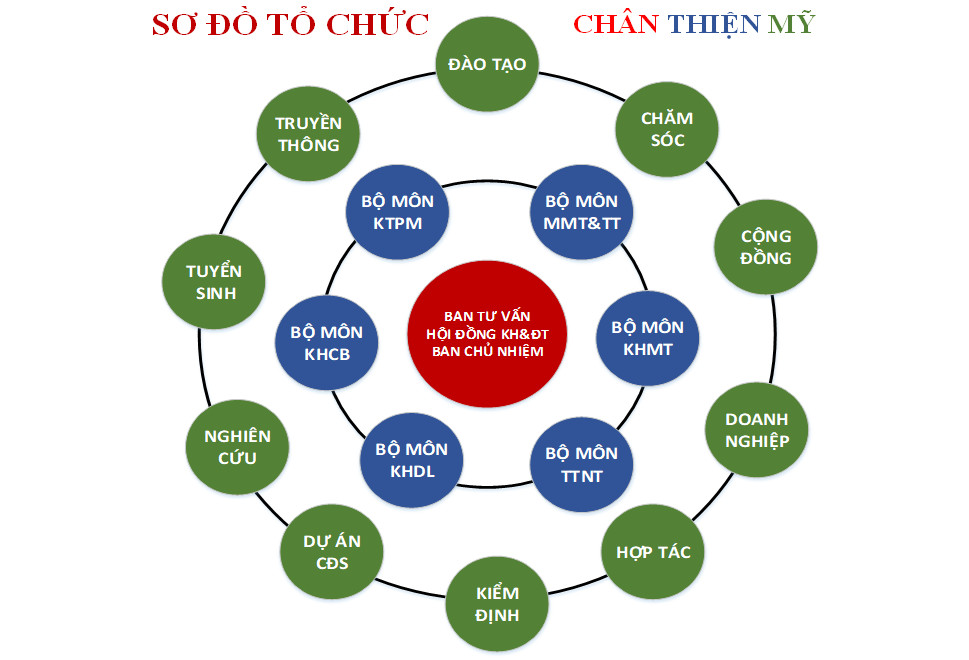 SƠ ĐỒ TỔ CHỨC
CHÂN THIỆN MỸ
ĐÀO TẠO
TRUYỀN
THÔNG
CHĂM
SÓC
BỘ MÔN
KTPM
BỘ MÔN
MMT&TT
CỘNG
ĐỒNG
TUYỂN
SINH
BAN TƯ VẤN
HỘI ĐỒNG KH&ĐT
BAN CHỦ NHIỆM
BỘ MÔN
KHCB
BỘ MÔN
KHMT
NGHIÊN
CỨU
BỘ MÔN
KHDL
BỘ MÔN
TTNT
DOANH
NGHIỆP
DỰ ÁN
CĐS
HỢP TÁC
KIỂM
ĐỊNH